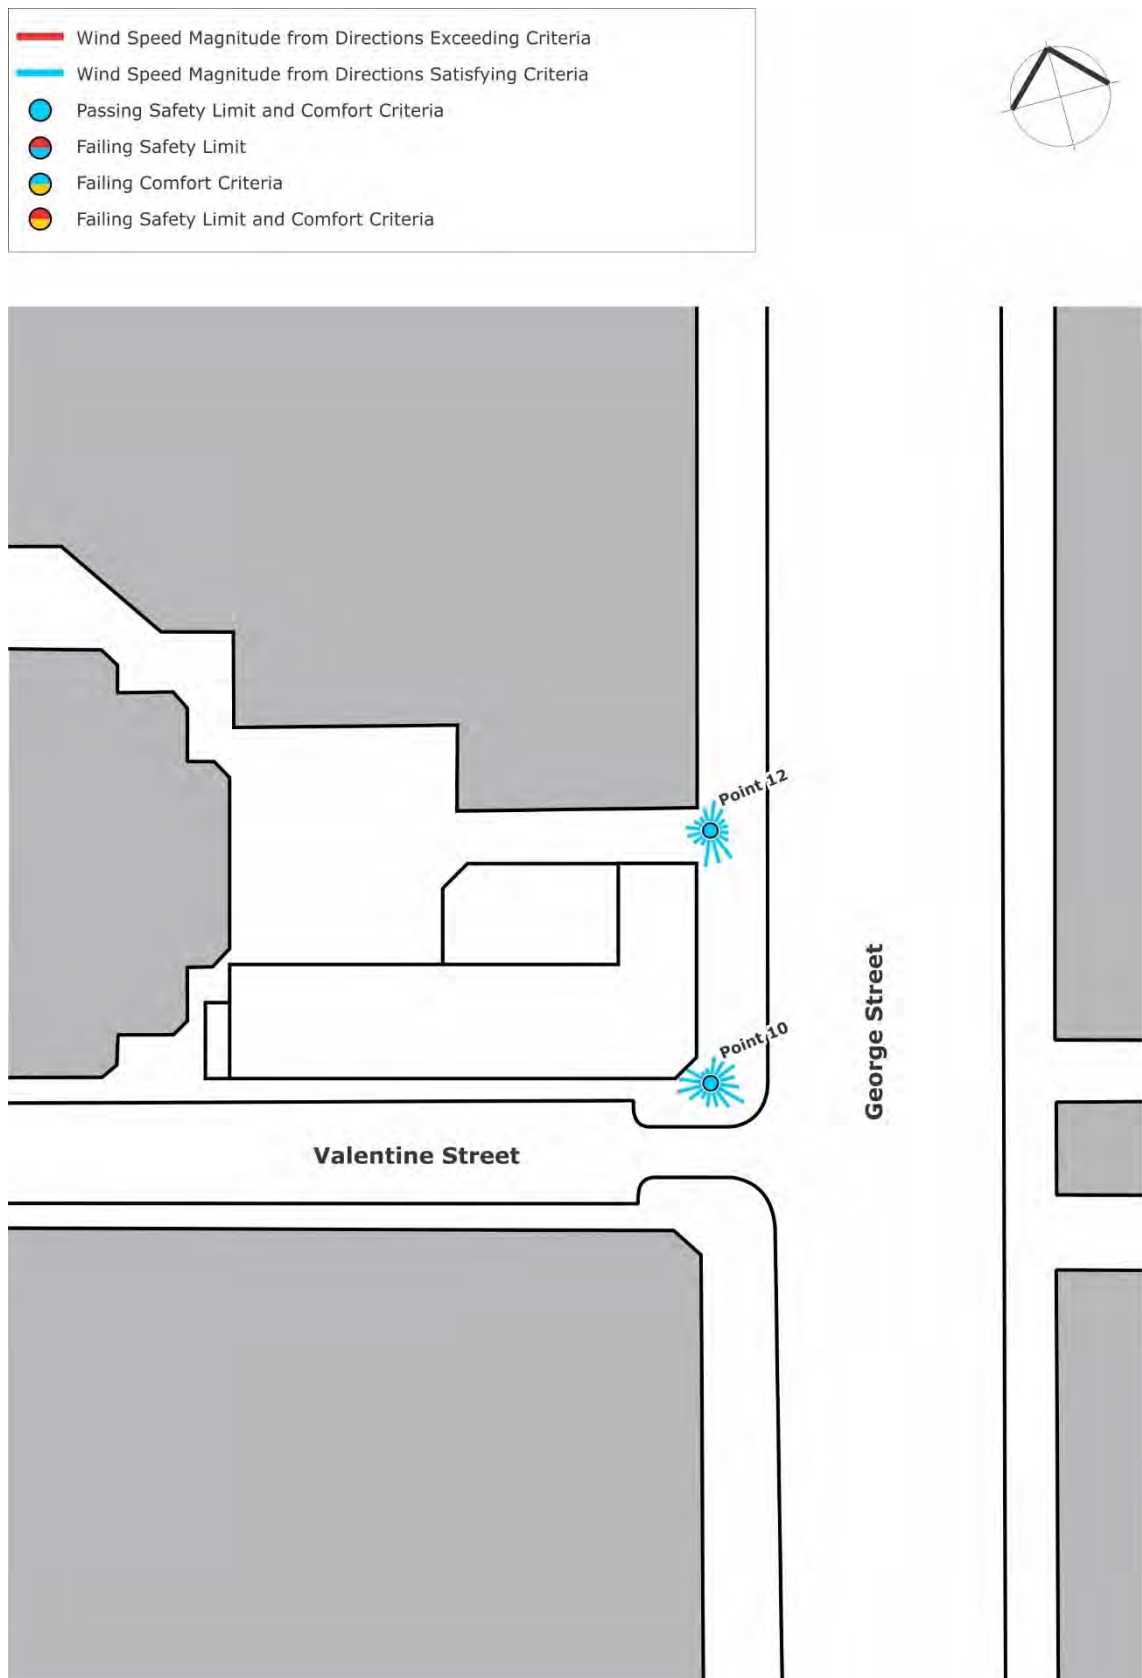 Wind Speed Magnitude from Directions Exceeding Criteria
Wind Speed Magnitude from Directions Satisfying Criteria
Passing Safety Limit and Comfort Criteria
Failing Safety Limit
Failing Comfort Criteria
Failing Safety Limit and Comfort Criteria
Point 12
George Street
Point 10
Valentine Street